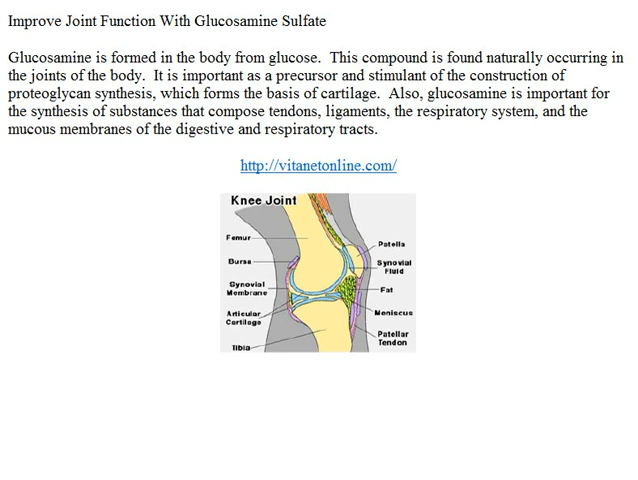 Improve Joint Function With Glucosamine Sulfate
Glucosamine is formed in the body from glucose.  This compound is found naturally occurring in
the joints of the body.  It is important as a precursor and stimulant of the construction of
proteoglycan synthesis, which forms the basis of cartilage.  Also, glucosamine is important for
the synthesis of substances that compose tendons, ligaments, the respiratory system, and the
mucous membranes of the digestive and respiratory tracts.
http://vitanetonline.com/
Knee Joint
Femur
Bursa
Synovial
Membrane
Articular
Cartilage
Tibia
Patella
Synovial
Fluid
Fat
Meniscus
Patellar
Tendon